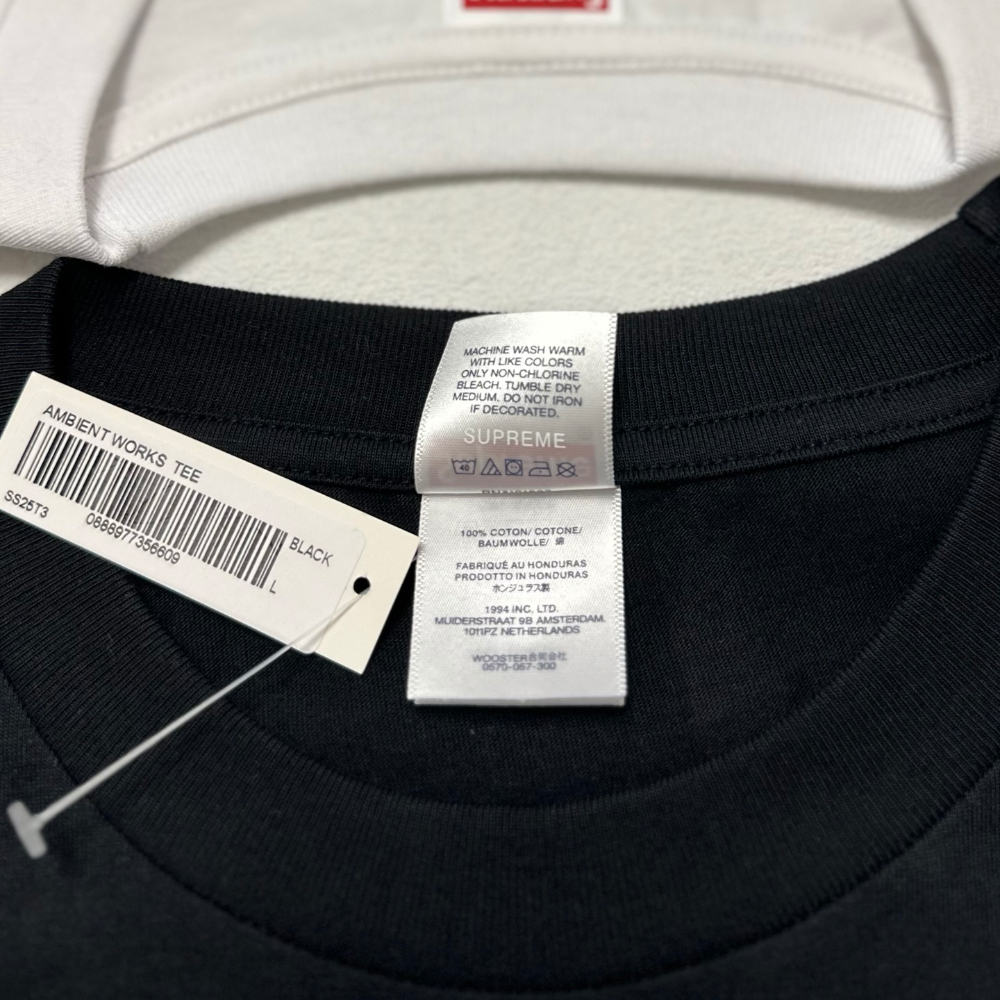 MACHINE WASH WARM
WITH LIKE COLORS
ONLY NON-CHLORINE
BLEACH. TUMBLE DRY
MEDIUM. DO NOT IRON
IF DECORATED.
SUPREME
40
100% COTON/ COTONE/
BAUMWOLLE/ 綿
FABRIQUÉ AU HONDURAS
PRODOTTO IN HONDURAS
ホンジュラス製
1994 INC. LTD.
MUIDERSTRAAT 9B AMSTERDAM.
1011PZ NETHERLANDS
WOOSTER合同会社
0570-067-300
AMBIENT WORKS TEE
SS25T3
0888977356609
BLACK
L